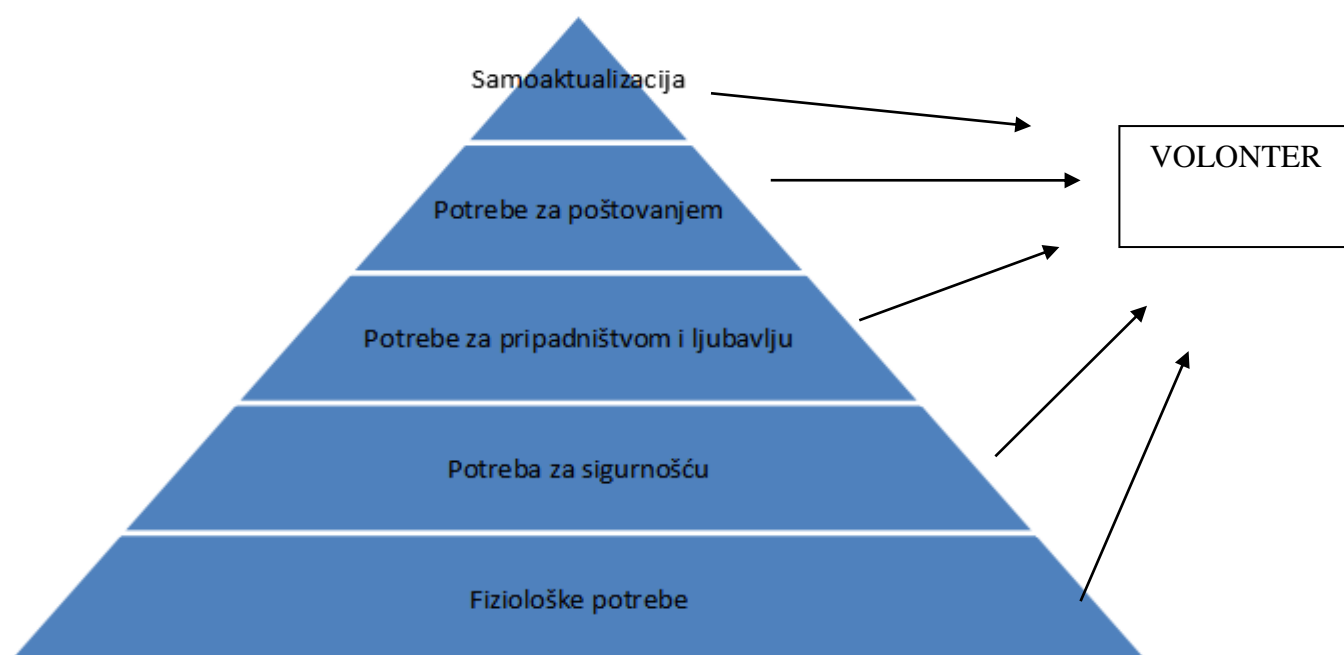 Samoaktualizacija
VOLONTER
Potrebe za poštovanjem
Potrebe za pripadništvom i ljubavlju
Potreba za sigurnošću
Fiziološke potrebe